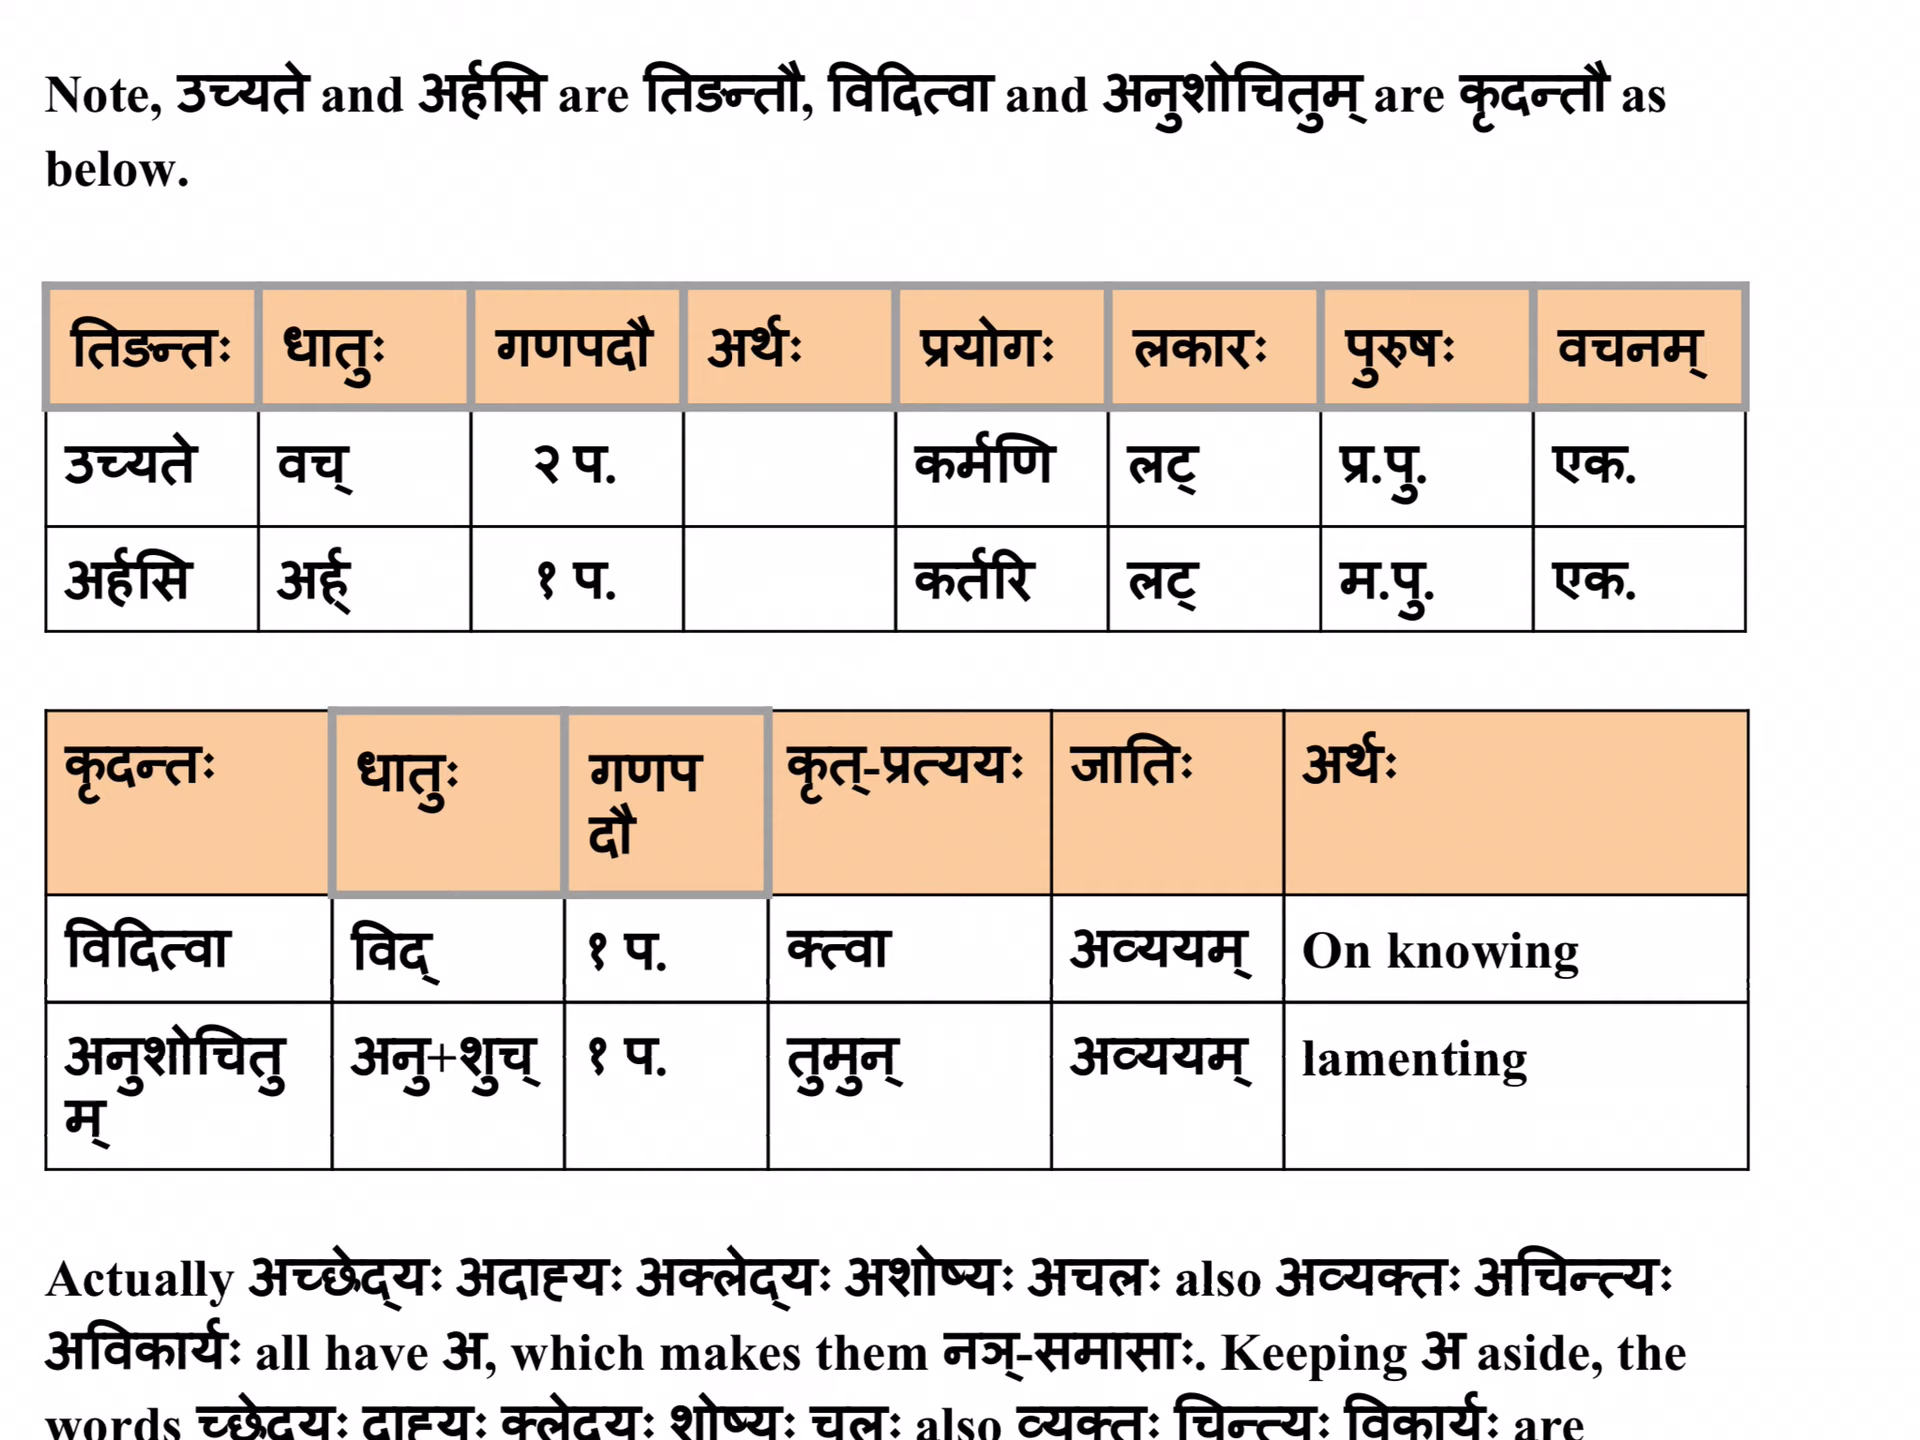 Note, उच्यते and अर्हसि are तिङन्तौ, विदित्वा and अनुशोचितुम् are कृदन्तौ as
below.
तिङन्तः धातुः गणपदौ अर्थः प्रयोगः लकारः पुरुषः वचनम्
उच्यते वच् २ प. कर्मणि लट् प्र.पु. एक.
अर्हसि अर्ह् १ प. कर्तरि लट् म.पु. एक.
कृदन्तः धातुः गणप कृत्-प्रत्ययः जातिः अर्थः
दौ
विदित्वा विद् १ प. क्त्वा अव्ययम् On knowing
अनुशोचितु अनु+शुच् १ प. तुमुन् अव्ययम् lamenting
म्
Actually अच्छेद्यः अदाह्यः अक्लेद्यः अशोष्यः अचलः also अव्यक्तः अचिन्त्यः
अविकार्यः all have अ, which makes them नञ्-समासाः. Keeping अ aside, the
words च्छेद्यः दाह्यः क्लेद्यः शोष्यः चलः also व्यक्तः चिन्त्यः विकार्यः are